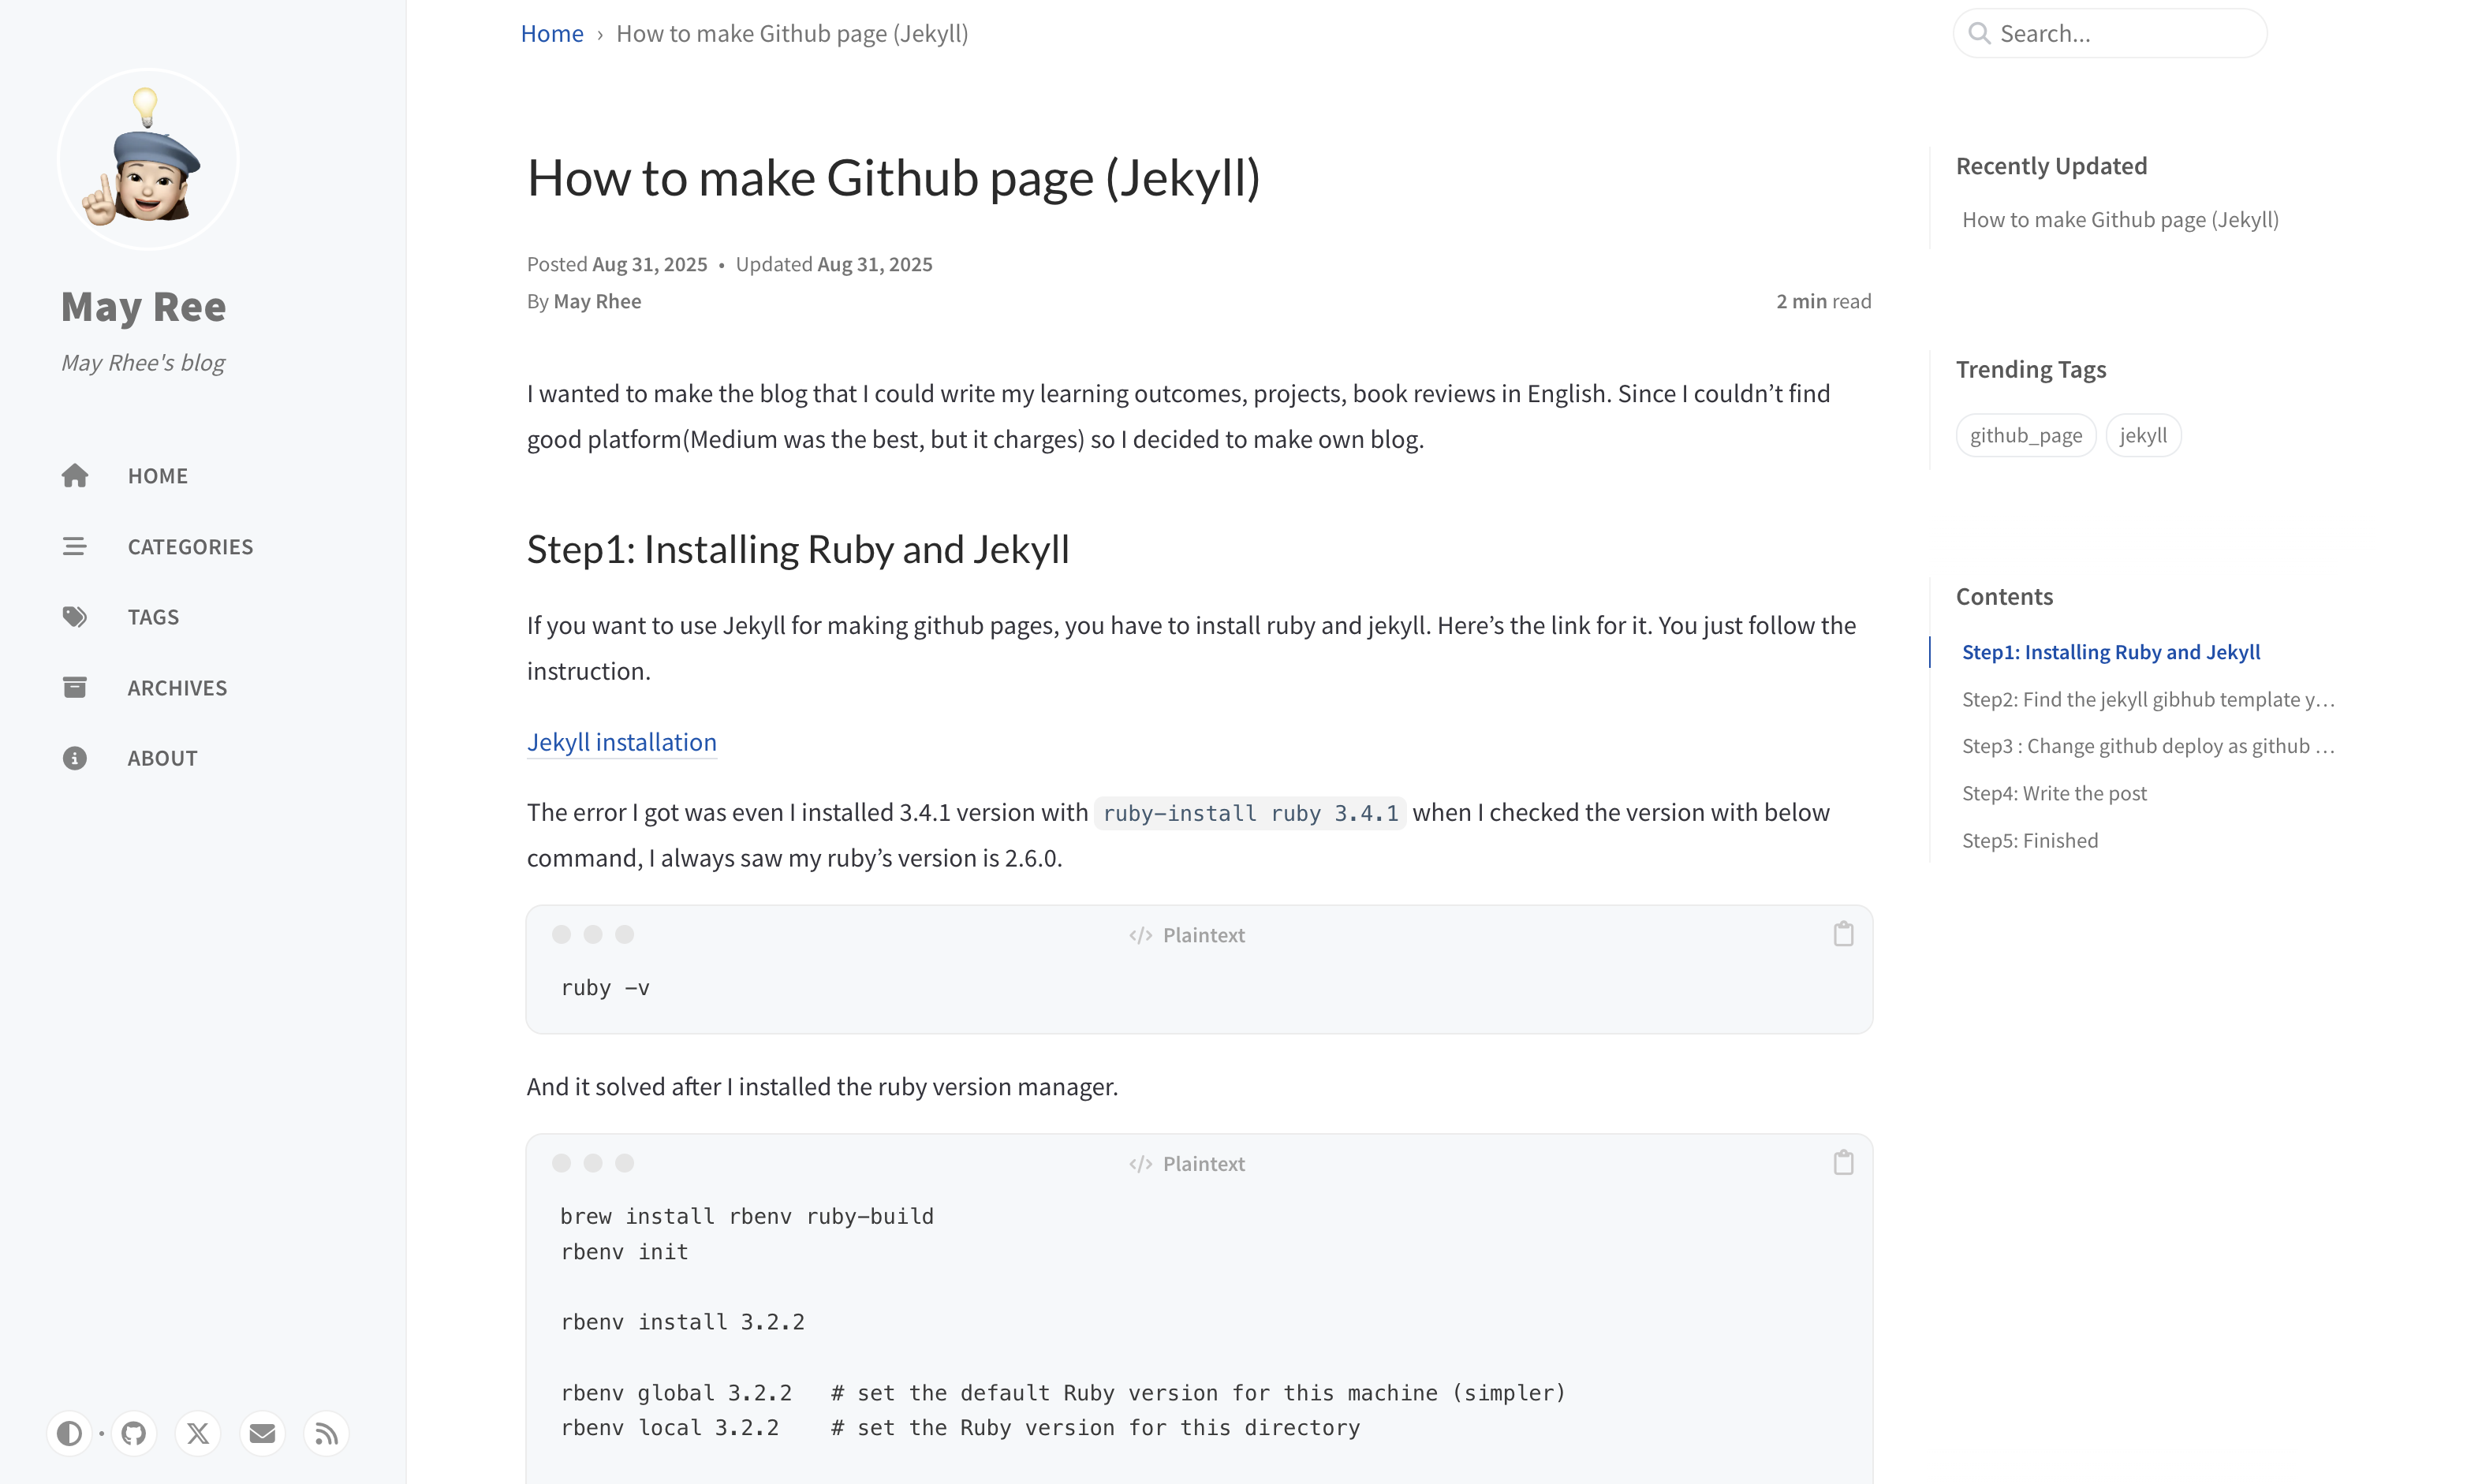 May Ree
May Rhee's blog
HOME
CATEGORIES
TAGS
ARCHIVES
ABOUT
Home › How to make Github page (Jekyll)
Search...
How to make Github page (Jekyll)
Posted Aug 31, 2025 • Updated Aug 31, 2025
By May Rhee
2 min read
I wanted to make the blog that I could write my learning outcomes, projects, book reviews in English. Since I couldn’t find
good platform(Medium was the best, but it charges) so I decided to make own blog.
Step1: Installing Ruby and Jekyll
If you want to use Jekyll for making github pages, you have to install ruby and jekyll. Here’s the link for it. You just follow the
instruction.
Jekyll installation
The error I got was even I installed 3.4.1 version with ruby-install ruby 3.4.1 when I checked the version with below
command, I always saw my ruby’s version is 2.6.0.
</> Plaintext
ruby -v
And it solved after I installed the ruby version manager.
</> Plaintext
brew install rbenv ruby-build
rbenv init
rbenv install 3.2.2
rbenv global 3.2.2   # set the default Ruby version for this machine (simpler)
rbenv local 3.2.2    # set the Ruby version for this directory
Recently Updated
How to make Github page (Jekyll)
Trending Tags
github_page
jekyll
Contents
Step1: Installing Ruby and Jekyll
Step2: Find the jekyll gibhub template y…
Step3 : Change github deploy as github …
Step4: Write the post
Step5: Finished